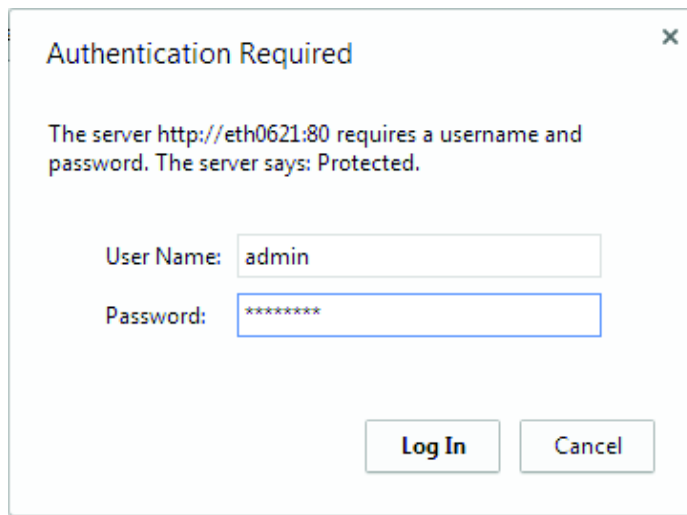 Authentication Required
The server http://eth0621:80 requires a username and
password. The server says: Protected.
User Name: admin
Password: ********
Log In Cancel